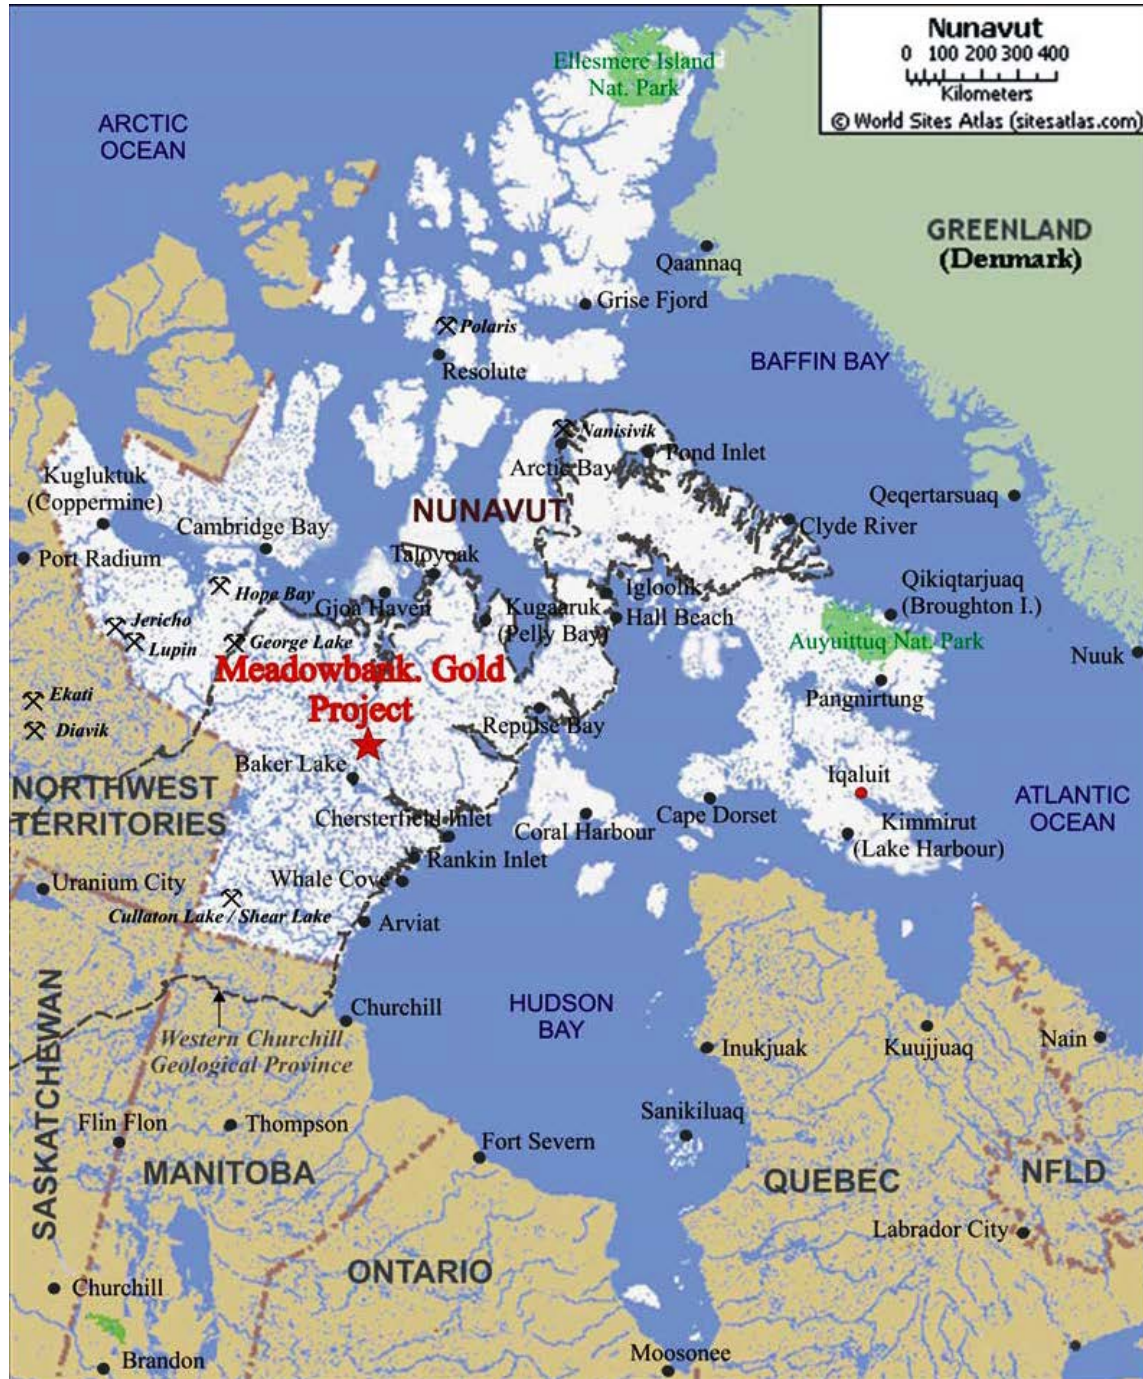 Nunavut
0 100 200 300 400
Kilometers
© World Sites Atlas (sitesatlas.com)
Ellesmere Island
Nat. Park
ARCTIC
OCEAN
GREENLAND
(Denmark)
Qaannaq
Grise Fjord
Polaris
Resolute
BAFFIN BAY
Nanisivik
Arctic Bay
Pond Inlet
Kugluktuk
(Coppermine)
Qeqertarsuaq
NUNAVUT
Cambridge Bay
Clyde River
Port Radium
Taloyoak
Hopa Bay
Gjoa Haven
Kugaaruk
(Pelly Bay)
Igloolik
Hall Beach
Qikiqtarjuaq
(Broughton I.)
Jericho
Lupin
George Lake
Auyuittuq Nat. Park
Nuuk
Meadowbank. Gold
Project
Ekati
Diavik
Pangnirtung
Repulse Bay
Baker Lake
Iqaluit
NORTHWEST
TERRITORIES
ATLANTIC
OCEAN
Chersterfield Inlet
Coral Harbour
Cape Dorset
Kimmirut
(Lake Harbour)
Rankin Inlet
Whale Cove
Uranium City
Cullaton Lake / Shear Lake
Arviat
SASKATCHEWAN
Churchill
HUDSON
BAY
Western Churchill
Geological Province
Inukjuak
Kuujjuaq
Nain
Sanikiluaq
Flin Flon
Thompson
Fort Severn
MANITOBA
QUEBEC
NFLD
Labrador City
ONTARIO
Churchill
Brandon
Moosonee